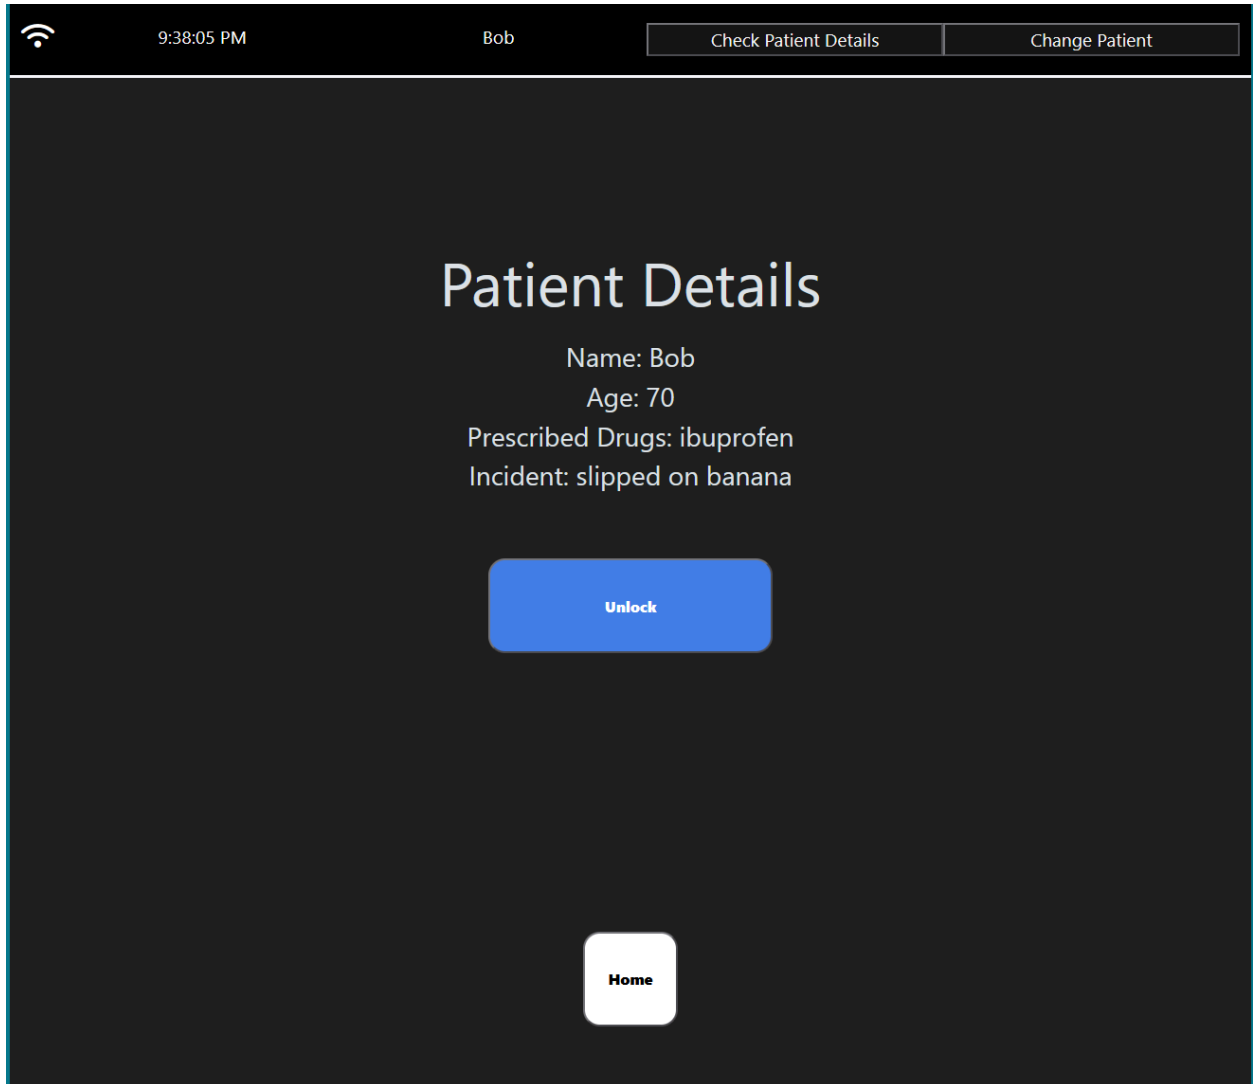 9:38:05 PM Bob Check Patient Details Change Patient
Patient Details
Name: Bob
Age: 70
Prescribed Drugs: ibuprofen
Incident: slipped on banana
Unlock
Home